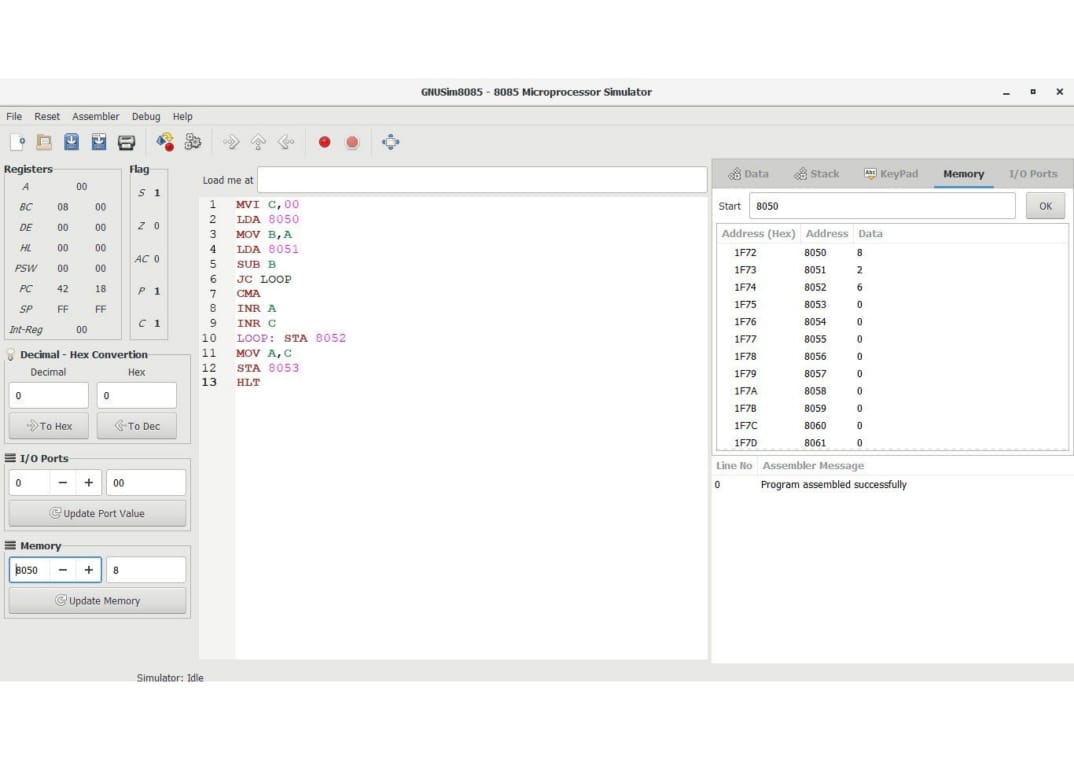 GNUSim8085 - 8085 Microprocessor Simulator
File Reset Assembler Debug Help
Registers
A 00
BC 08 00
DE 00 00
HL 00 00
PSW 00 00
PC 42 18
SP FF FF
Int-Reg 00
Flag
S 1
Z 0
AC 0
P 1
C 1
Decimal - Hex Convertion
Decimal Hex
0 0
To Hex To Dec
I/O Ports
0 − + 00
Update Port Value
Memory
8050 − + 8
Update Memory
Load me at
1 MVI C,00
2 LDA 8050
3 MOV B,A
4 LDA 8051
5 SUB B
6 JC LOOP
7 CMA
8 INR A
9 INR C
10 LOOP: STA 8052
11 MOV A,C
12 STA 8053
13 HLT
Data Stack Abc KeyPad Memory I/O Ports
Start 8050 OK
Address (Hex) Address Data
1F72 8050 8
1F73 8051 2
1F74 8052 6
1F75 8053 0
1F76 8054 0
1F77 8055 0
1F78 8056 0
1F79 8057 0
1F7A 8058 0
1F7B 8059 0
1F7C 8060 0
1F7D 8061 0
Line No Assembler Message
0 Program assembled successfully
Simulator: Idle